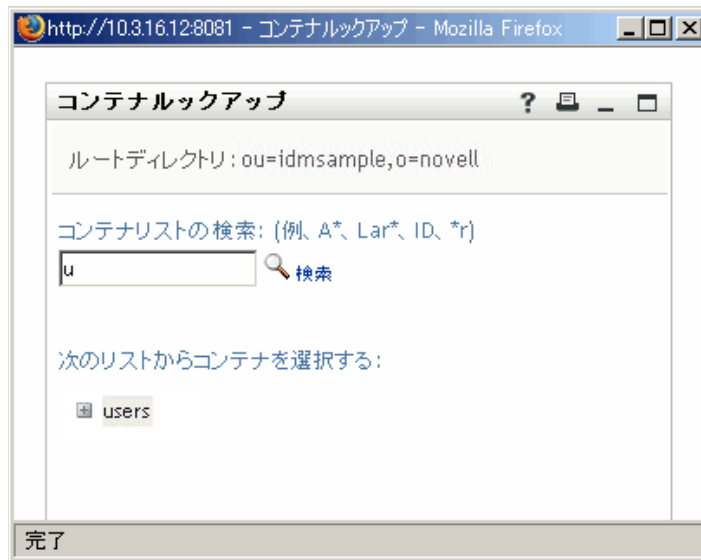 http://10.3.16.12:8081 - コンテナルックアップ - Mozilla Firefox
コンテナルックアップ ?
ルートディレクトリ: ou=idmsample,o=novell
コンテナリストの検索: (例、A*、Lar*、ID、*r)
u 検索
次のリストからコンテナを選択する:
users
完了